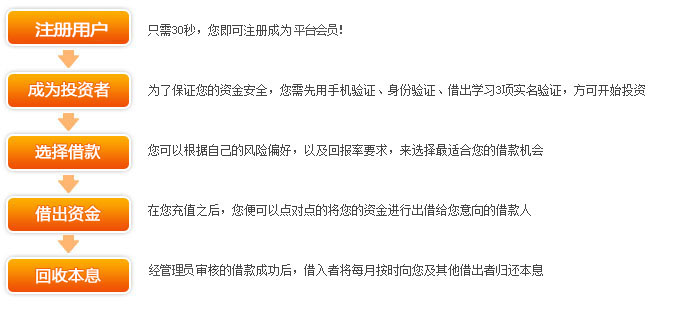 注册用户
只需30秒，您即可注册成为平台会员!
成为投资者
为了保证您的资金安全，您需先用手机验证、身份验证、借出学习3项实名验证，方可开始投资
选择借款
您可以根据自己的风险偏好，以及回报率要求，来选择最适合您的借款机会
借出资金
在您充值之后，您便可以点对点的将您的资金进行出借给您意向的借款人
回收本息
经管理员审核的借款成功后，借入者将每月按时向您及其他借出者归还本息